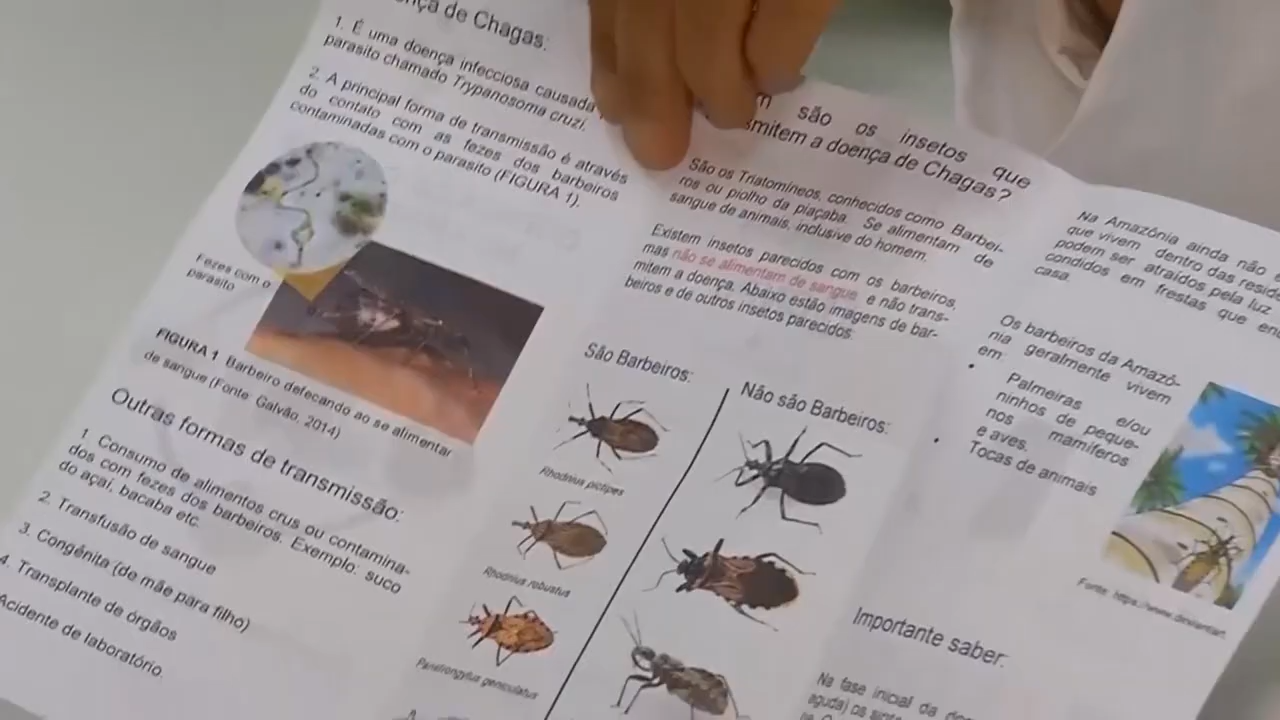 nça de Chagas:
1. É uma doença infecciosa causada
parasito chamado Trypanosoma cruzi.
2. A principal forma de transmissão é através
do contato com as fezes dos barbeiros
contaminadas com o parasito (FIGURA 1).
Fezes com o
parasito
FIGURA 1 Barbeiro defecando ao se alimentar
de sangue (Fonte Galvão, 2014)
Outras formas de transmissão:
1. Consumo de alimentos crus ou contamina-
dos com fezes dos barbeiros. Exemplo: suco
do açaí, bacaba etc.
2. Transfusão de sangue
3. Congênita (de mãe para filho)
4. Transplante de órgãos
Acidente de laboratório.
são os insetos que
smitem a doença de Chagas?
São os Triatomíneos, conhecidos como Barbei-
ros ou piolho da piaçaba. Se alimentam de
sangue de animais, inclusive do homem.
Existem insetos parecidos com os barbeiros,
mas não se alimentam de sangue, e não trans-
mitem a doença. Abaixo estão imagens de bar-
beiros e de outros insetos parecidos:
São Barbeiros:
Rhodnius pictipes
Rhodnius robustus
Panstrongylus geniculatus
Não são Barbeiros:
Na Amazônia ainda não
que vivem dentro das resid
podem ser atraídos pela luz
condidos em frestas que en
casa.
Os barbeiros da Amazô-
nia geralmente vivem
em:
• Palmeiras e/ou
ninhos de peque-
nos mamíferos
e aves.
• Tocas de animais
Fonte: https://www.deviantart.
Importante saber:
Na fase inicial da
aguda) os